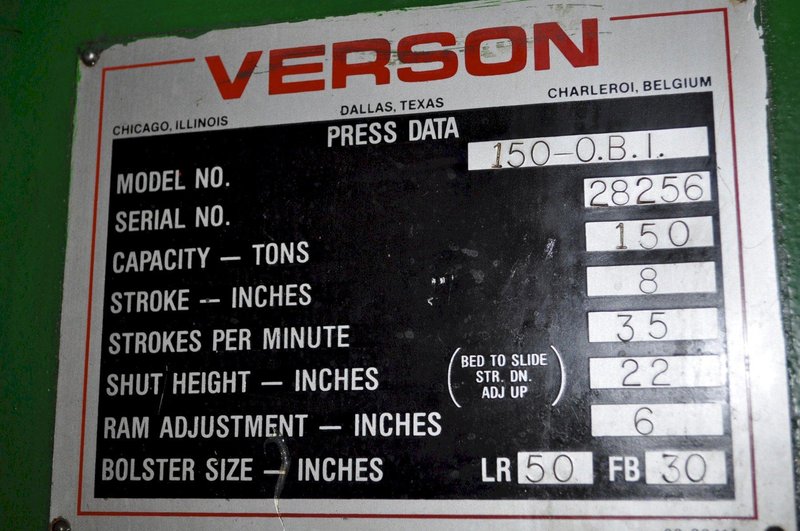 VERSON
CHICAGO, ILLINOIS DALLAS, TEXAS CHARLEROI, BELGIUM
PRESS DATA
MODEL NO. 150-O.B.I.
SERIAL NO. 28256
CAPACITY — TONS 150
STROKE — INCHES 8
STROKES PER MINUTE 35
SHUT HEIGHT — INCHES (BED TO SLIDE STR. DN. ADJ UP) 22
RAM ADJUSTMENT — INCHES 6
BOLSTER SIZE — INCHES LR 50 FB 30